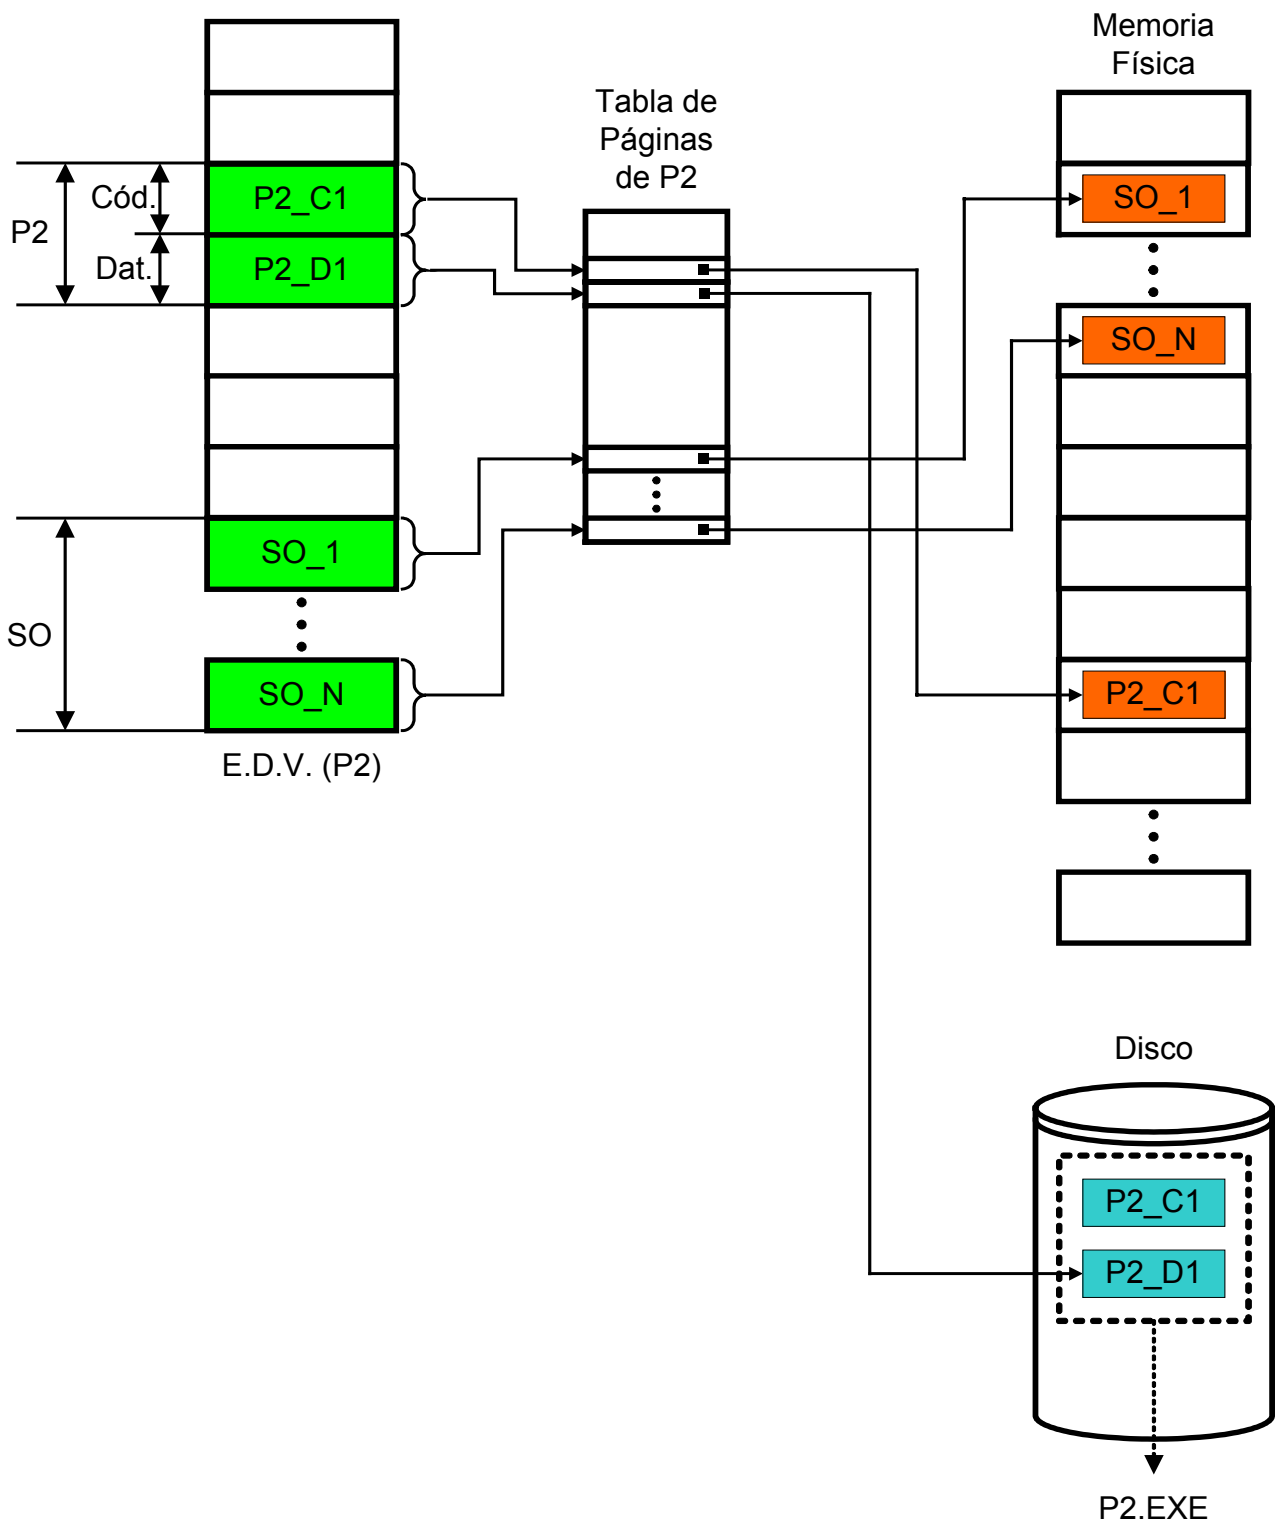 Memoria
Física
Tabla de
Páginas
de P2
P2
Cód.
Dat.
P2_C1
P2_D1
SO
SO_1
SO_N
E.D.V. (P2)
SO_1
SO_N
P2_C1
Disco
P2_C1
P2_D1
P2.EXE